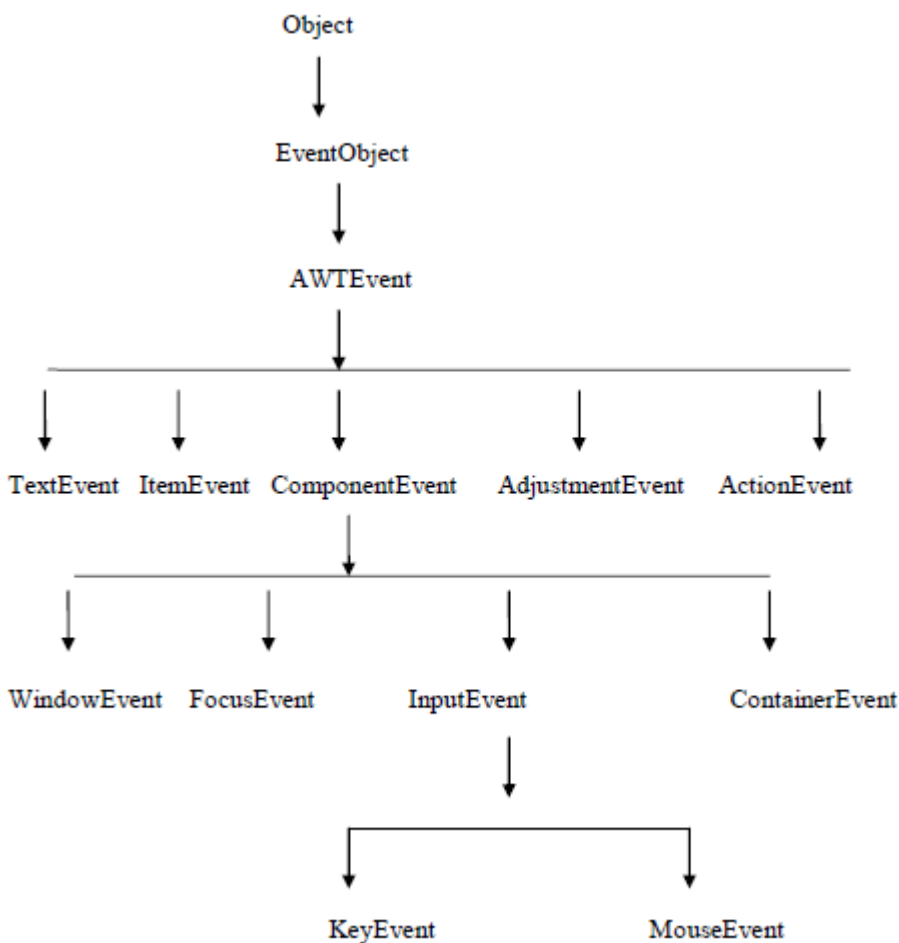 Object
EventObject
AWTEvent
TextEvent ItemEvent ComponentEvent AdjustmentEvent ActionEvent
WindowEvent FocusEvent InputEvent ContainerEvent
KeyEvent MouseEvent